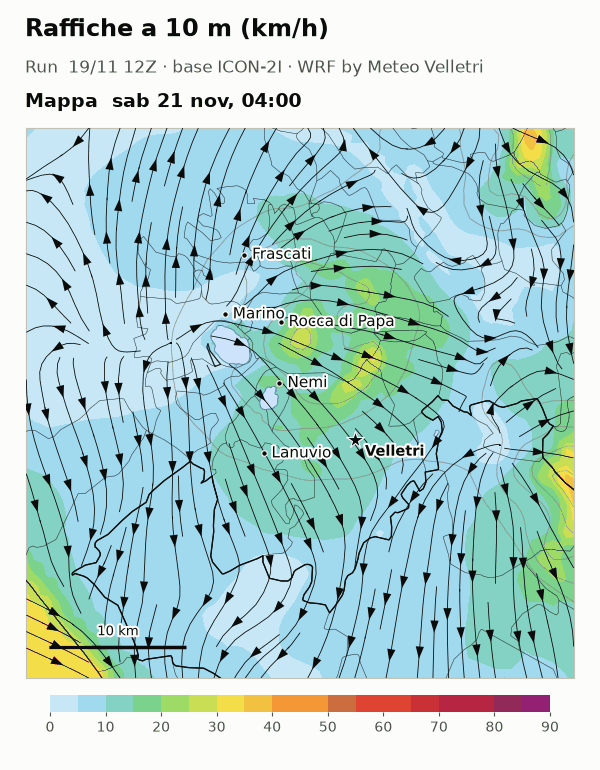 Raffiche a 10 m (km/h)
Run 19/11 12Z · base ICON-2I · WRF by Meteo Velletri
Mappa sab 21 nov, 04:00
Frascati
Marino
Rocca di Papa
Nemi
Velletri
Lanuvio
10 km
0 10 20 30 40 50 60 70 80 90